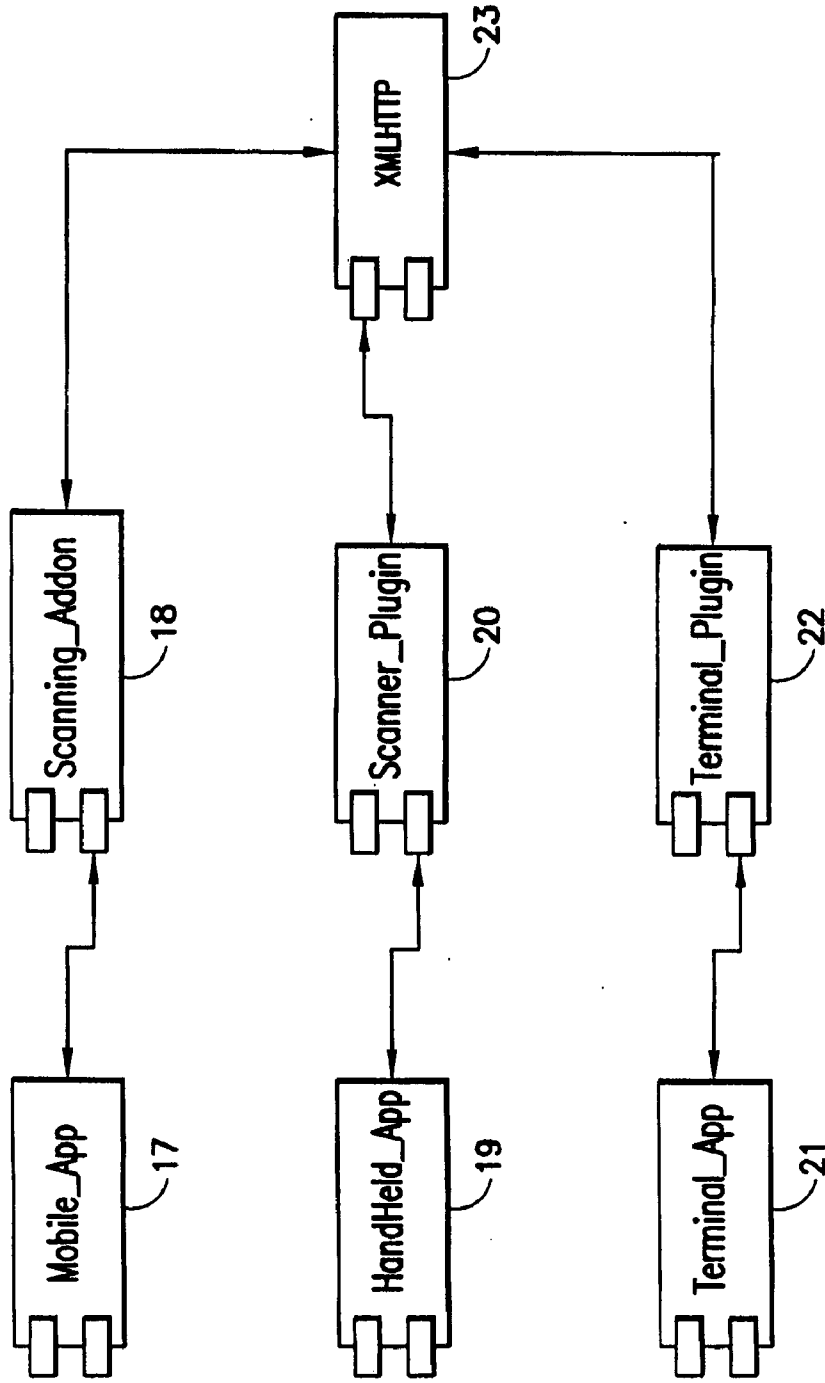 Mobile_App
17
Scanning_Addon
18
HandHeld_App
19
Scanner_Plugin
20
XMLHTTP
23
Terminal_App
21
Terminal_Plugin
22